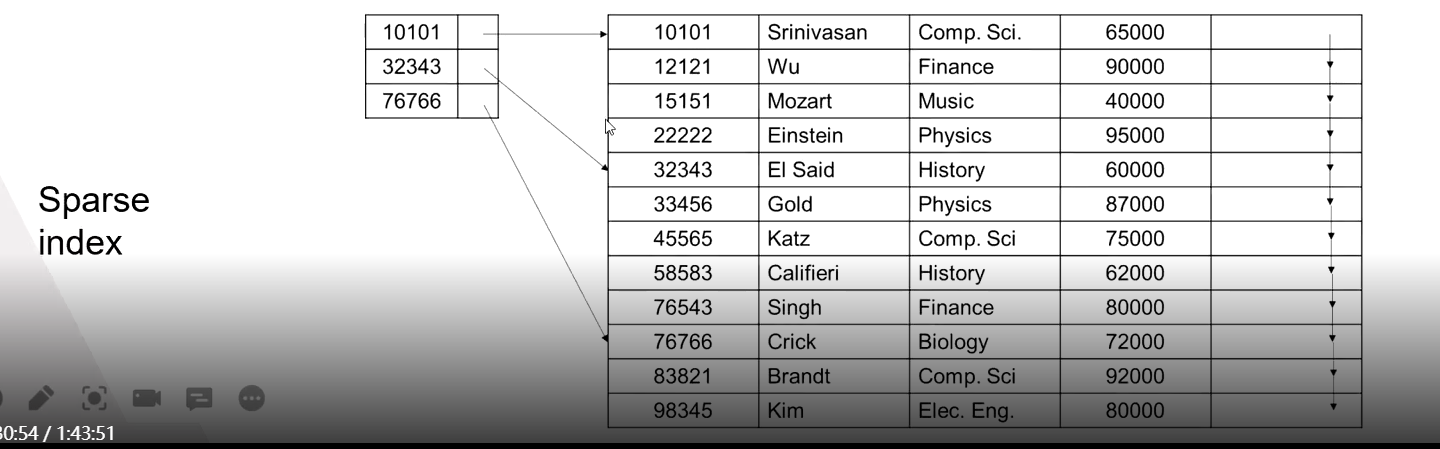 10101
32343
76766
10101 Srinivasan Comp. Sci. 65000
12121 Wu Finance 90000
15151 Mozart Music 40000
22222 Einstein Physics 95000
32343 El Said History 60000
33456 Gold Physics 87000
45565 Katz Comp. Sci 75000
58583 Califieri History 62000
76543 Singh Finance 80000
76766 Crick Biology 72000
83821 Brandt Comp. Sci 92000
98345 Kim Elec. Eng. 80000
Sparse
index
30:54 / 1:43:51